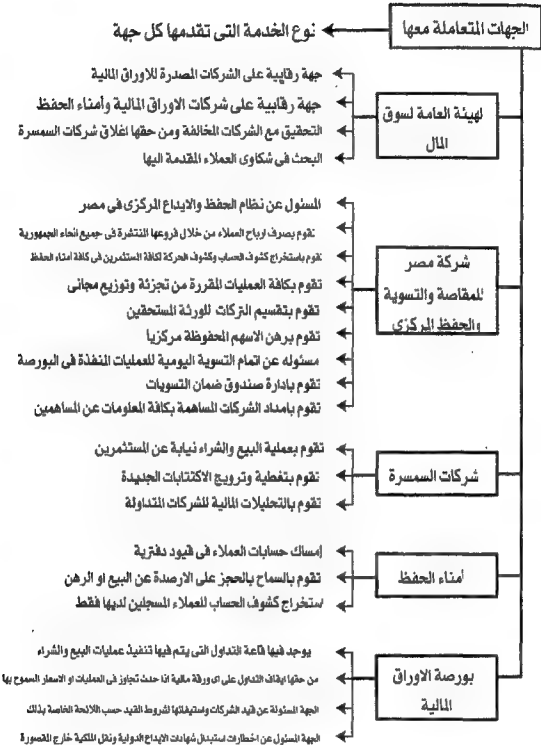 الجهات المتعاملة معها
نوع الخدمة التى تقدمها كل جهة
لهيئة العامة لسوق
المال
جهة رقابية على الشركات المصدرة للاوراق المالية
جهة رقابية على شركات الاوراق المالية وأمناء الحفظ
التحقيق مع الشركات المخالفة ومن حقها اغلاق شركات السمسرة
البحث فى شكاوى العملاء المقدمة اليها
شركة مصر
للمقاصة والتسوية
والحفظ المركزى
المسئول عن نظام الحفظ والايداع المركزى فى مصر
تقوم بصرف ارباح العملاء من خلال فروعها المنتشرة فى جميع انحاء الجمهورية
تقوم باستخراج كشوف الحساب وكشوف الحركة لكافة المستثمرين فى كافة امناء الحفظ
تقوم بكافة العمليات المقررة من تجزئة وتوزيع مجانى
تقوم بتقسيم التركات للورثة المستحقين
تقوم برهن الاسهم المحفوظة مركزيا
مسئوله عن اتمام التسوية اليومية للعمليات المنفذة فى البورصة
تقوم بادارة صندوق ضمان التسويات
تقوم بامداد الشركات المساهمة بكافة المعلومات عن المساهمين
شركات السمسرة
تقوم بعملية البيع والشراء نيابة عن المستثمرين
تقوم بتغطية وترويج الاكتتابات الجديدة
تقوم بالتحليلات المالية للشركات المتداولة
أمناء الحفظ
إمساك حسابات العملاء فى قيود دفترية
تقوم بالسماح بالحجز على الارصدة عن البيع او الرهن
استخراج كشوف الحساب للعملاء المسجلين لديها فقط
بورصة الاوراق
المالية
يوجد فيها قاعة التداول التى يتم فيها تنفيذ عمليات البيع والشراء
من حقها ايقاف التداول على اى ورقة مالية اذا حدث تجاوز فى العمليات او الاسعار المسموح بها
الجهة المسئولة عن قيد الشركات واستيفائها لشروط القيد حسب اللائحة الخاصة بذلك
الجهة المسئول عن اخطارات استبدال شهادات الايداع الدولية ونقل الملكية خارج المقصورة